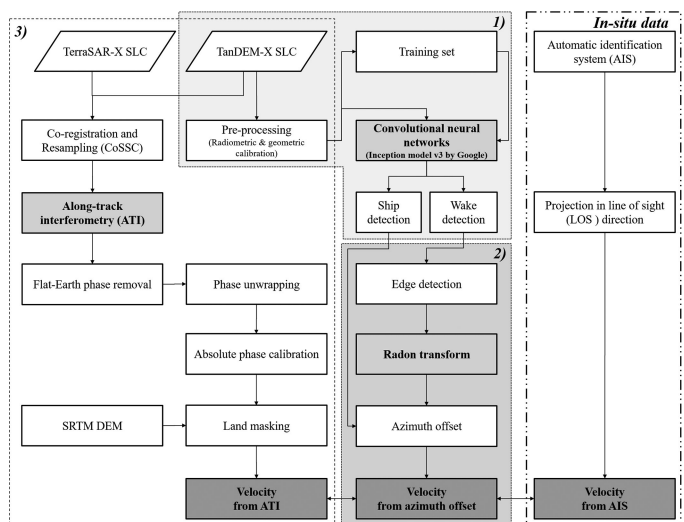 3)
TerraSAR-X SLC
TanDEM-X SLC
1)
Training set
In-situ data
Automatic identification
system (AIS)
Co-registration and
Resampling (CoSSC)
Pre-processing
(Radiometric & geometric
calibration)
Convolutional neural
networks
(Inception model v3 by Google)
Along-track
interferometry (ATI)
Ship
detection
Wake
detection
Projection in line of sight
(LOS ) direction
2)
Flat-Earth phase removal
Phase unwrapping
Edge detection
Absolute phase calibration
Radon transform
SRTM DEM
Land masking
Azimuth offset
Velocity
from ATI
Velocity
from azimuth offset
Velocity
from AIS